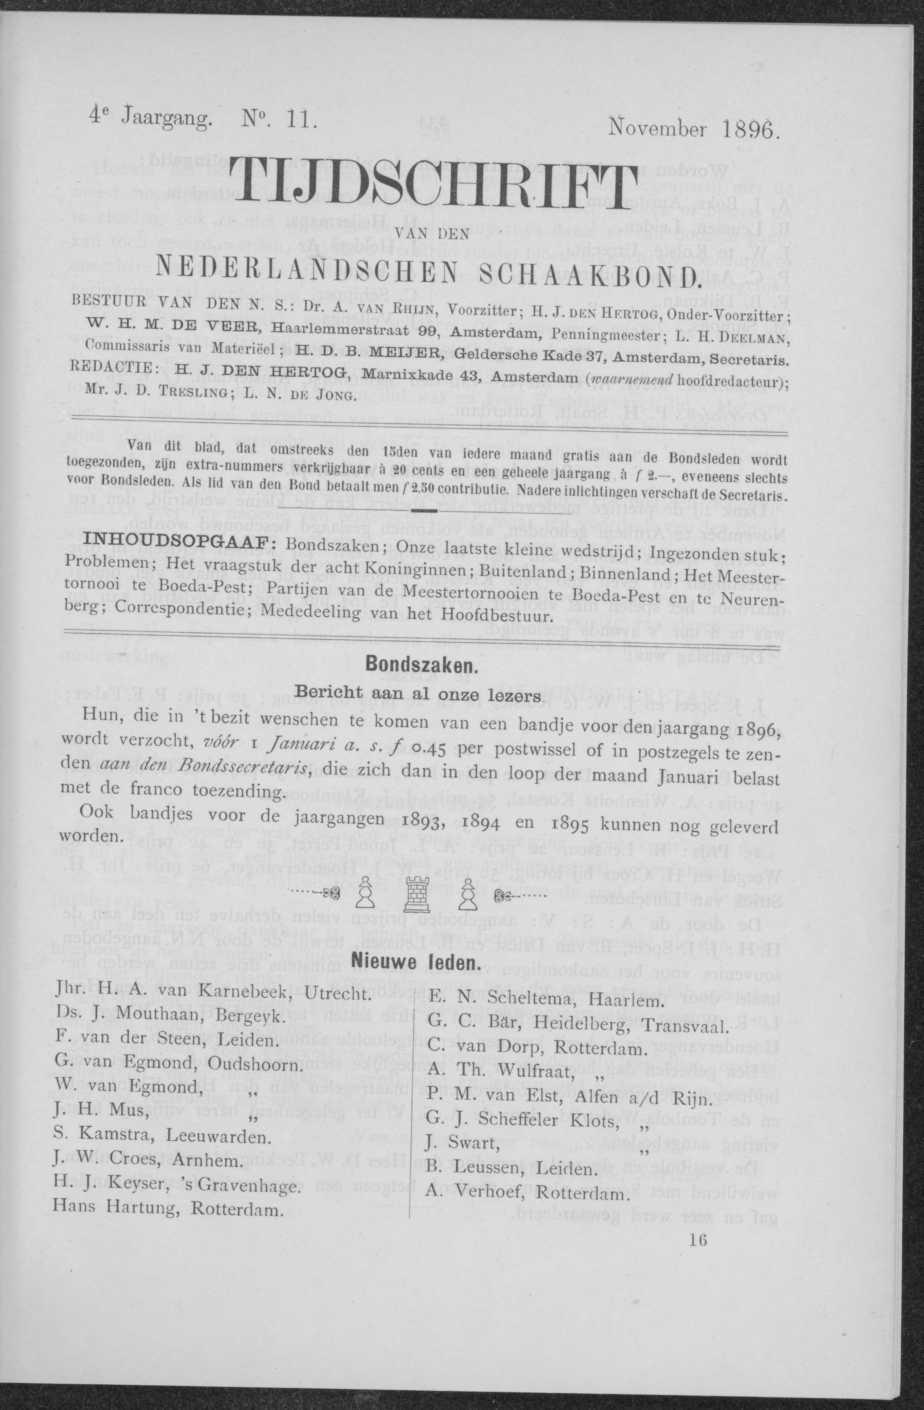 4e Jaargang. No. 11.
November 1896.
TIJDSCHRIFT
VAN DEN
NEDERLANDSCHEN SCHAAKBOND.
BESTUUR VAN DEN N. S.: Dr. A. VAN RHIJN, Voorzitter; H. J. DEN HERTOG, Onder-Voorzitter;
W. H. M. DE VEER, Haarlemmerstraat 99, Amsterdam, Penningmeester; L. H. DEELMAN,
Commissaris van Materiëel; H. D. B. MEIJER, Geldersche Kade 37, Amsterdam, Secretaris.
REDACTIE: H. J. DEN HERTOG, Marnixkade 43, Amsterdam (waarnemend hoofdredacteur);
Mr. J. D. TRESLING; L. N. DE JONG.
Van dit blad, dat omstreeks den 15den van iedere maand gratis aan de Bondsleden wordt
toegezonden, zijn extra-nummers verkrijgbaar à 20 cents en een geheele jaargang à f 2.—, eveneens slechts
voor Bondsleden. Als lid van den Bond betaalt men f 2.50 contributie. Nadere inlichtingen verschaft de Secretaris.
INHOUDSOPGAAF: Bondszaken; Onze laatste kleine wedstrijd; Ingezonden stuk;
Problemen; Het vraagstuk der acht Koninginnen; Buitenland; Binnenland; Het Meester-
tornooi te Boeda-Pest; Partijen van de Meestertornooien te Boeda-Pest en te Neuren-
berg; Correspondentie; Mededeeling van het Hoofdbestuur.
Bondszaken.
Bericht aan al onze lezers
Hun, die in 't bezit wenschen te komen van een bandje voor den jaargang 1896,
wordt verzocht, vóór 1 Januari a. s. f 0.45 per postwissel of in postzegels te zen-
den aan den Bondssecretaris, die zich dan in den loop der maand Januari belast
met de franco toezending.
Ook bandjes voor de jaargangen 1893, 1894 en 1895 kunnen nog geleverd
worden.
Nieuwe leden.
Jhr. H. A. van Karnebeek, Utrecht.
Ds. J. Mouthaan, Bergeyk.
F. van der Steen, Leiden.
G. van Egmond, Oudshoorn.
W. van Egmond, „
J. H. Mus, „
S. Kamstra, Leeuwarden.
J. W. Croes, Arnhem.
H. J. Keyser, 's Gravenhage.
Hans Hartung, Rotterdam.
E. N. Scheltema, Haarlem.
G. C. Bär, Heidelberg, Transvaal.
C. van Dorp, Rotterdam.
A. Th. Wulfraat, „
P. M. van Elst, Alfen a/d Rijn.
G. J. Scheffeler Klots, „
J. Swart, „
B. Leussen, Leiden.
A. Verhoef, Rotterdam.
16